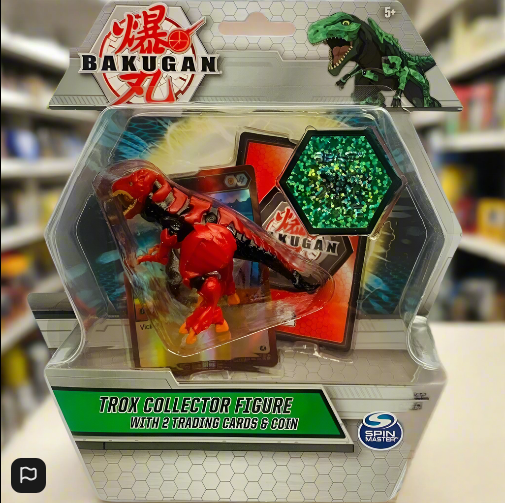 爆
5+
BAKUGAN
丸
BAKUGAN
TROX COLLECTOR FIGURE
WITH 2 TRADING CARDS & COIN
SPIN
MASTER